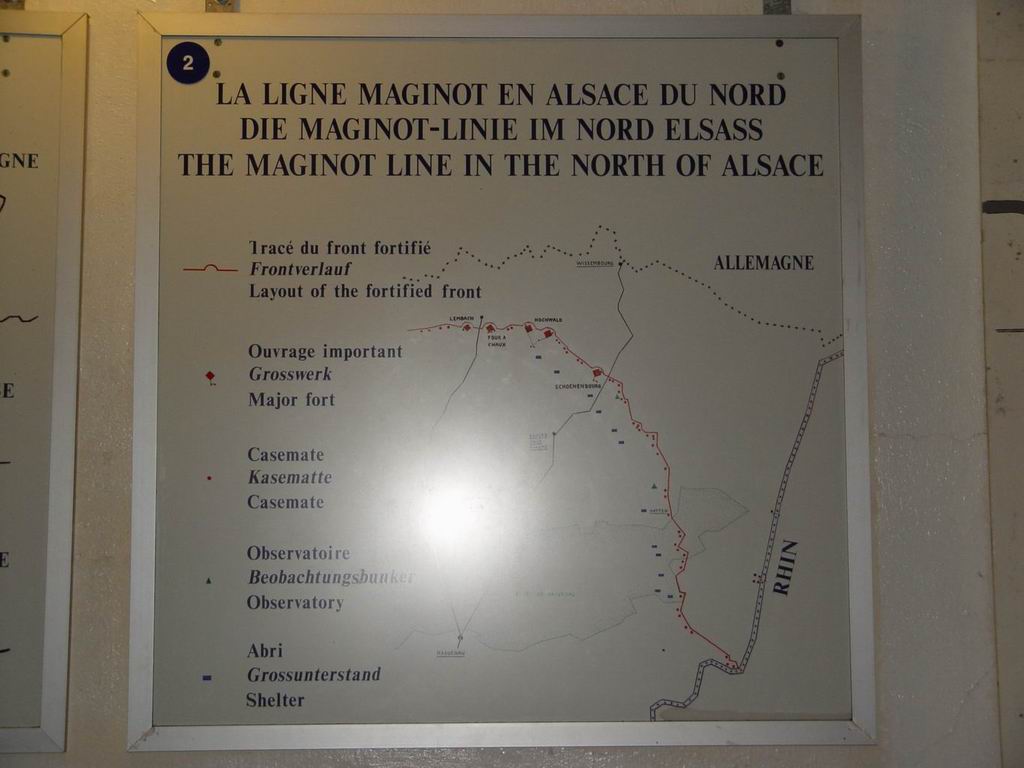 2
LA LIGNE MAGINOT EN ALSACE DU NORD
DIE MAGINOT-LINIE IM NORD ELSASS
THE MAGINOT LINE IN THE NORTH OF ALSACE
GNE
E
E
Tracé du front fortifié
Frontverlauf
Layout of the fortified front
Ouvrage important
Grosswerk
Major fort
Casemate
Kasematte
Casemate
Observatoire
Beobachtungsbunker
Observatory
Abri
Grossunterstand
Shelter
WISSEMBOURG
ALLEMAGNE
LEMBACH
FOUR A
CHAUX
HOCHWALD
SCHOENENBOURG
HATTEN
RHIN
HAGUENAU